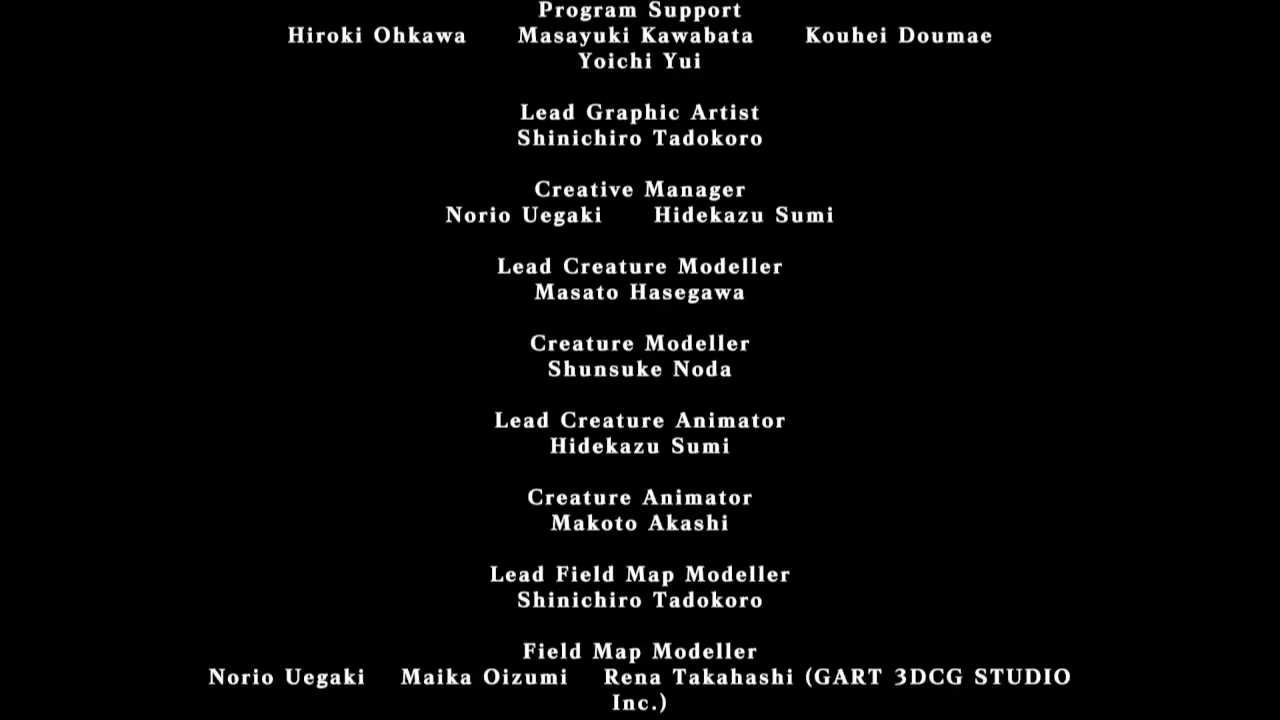 Program Support
Hiroki Ohkawa Masayuki Kawabata Kouhei Doumae
Yoichi Yui
Lead Graphic Artist
Shinichiro Tadokoro
Creative Manager
Norio Uegaki Hidekazu Sumi
Lead Creature Modeller
Masato Hasegawa
Creature Modeller
Shunsuke Noda
Lead Creature Animator
Hidekazu Sumi
Creature Animator
Makoto Akashi
Lead Field Map Modeller
Shinichiro Tadokoro
Field Map Modeller
Norio Uegaki Maika Oizumi Rena Takahashi (GART 3DCG STUDIO
Inc.)